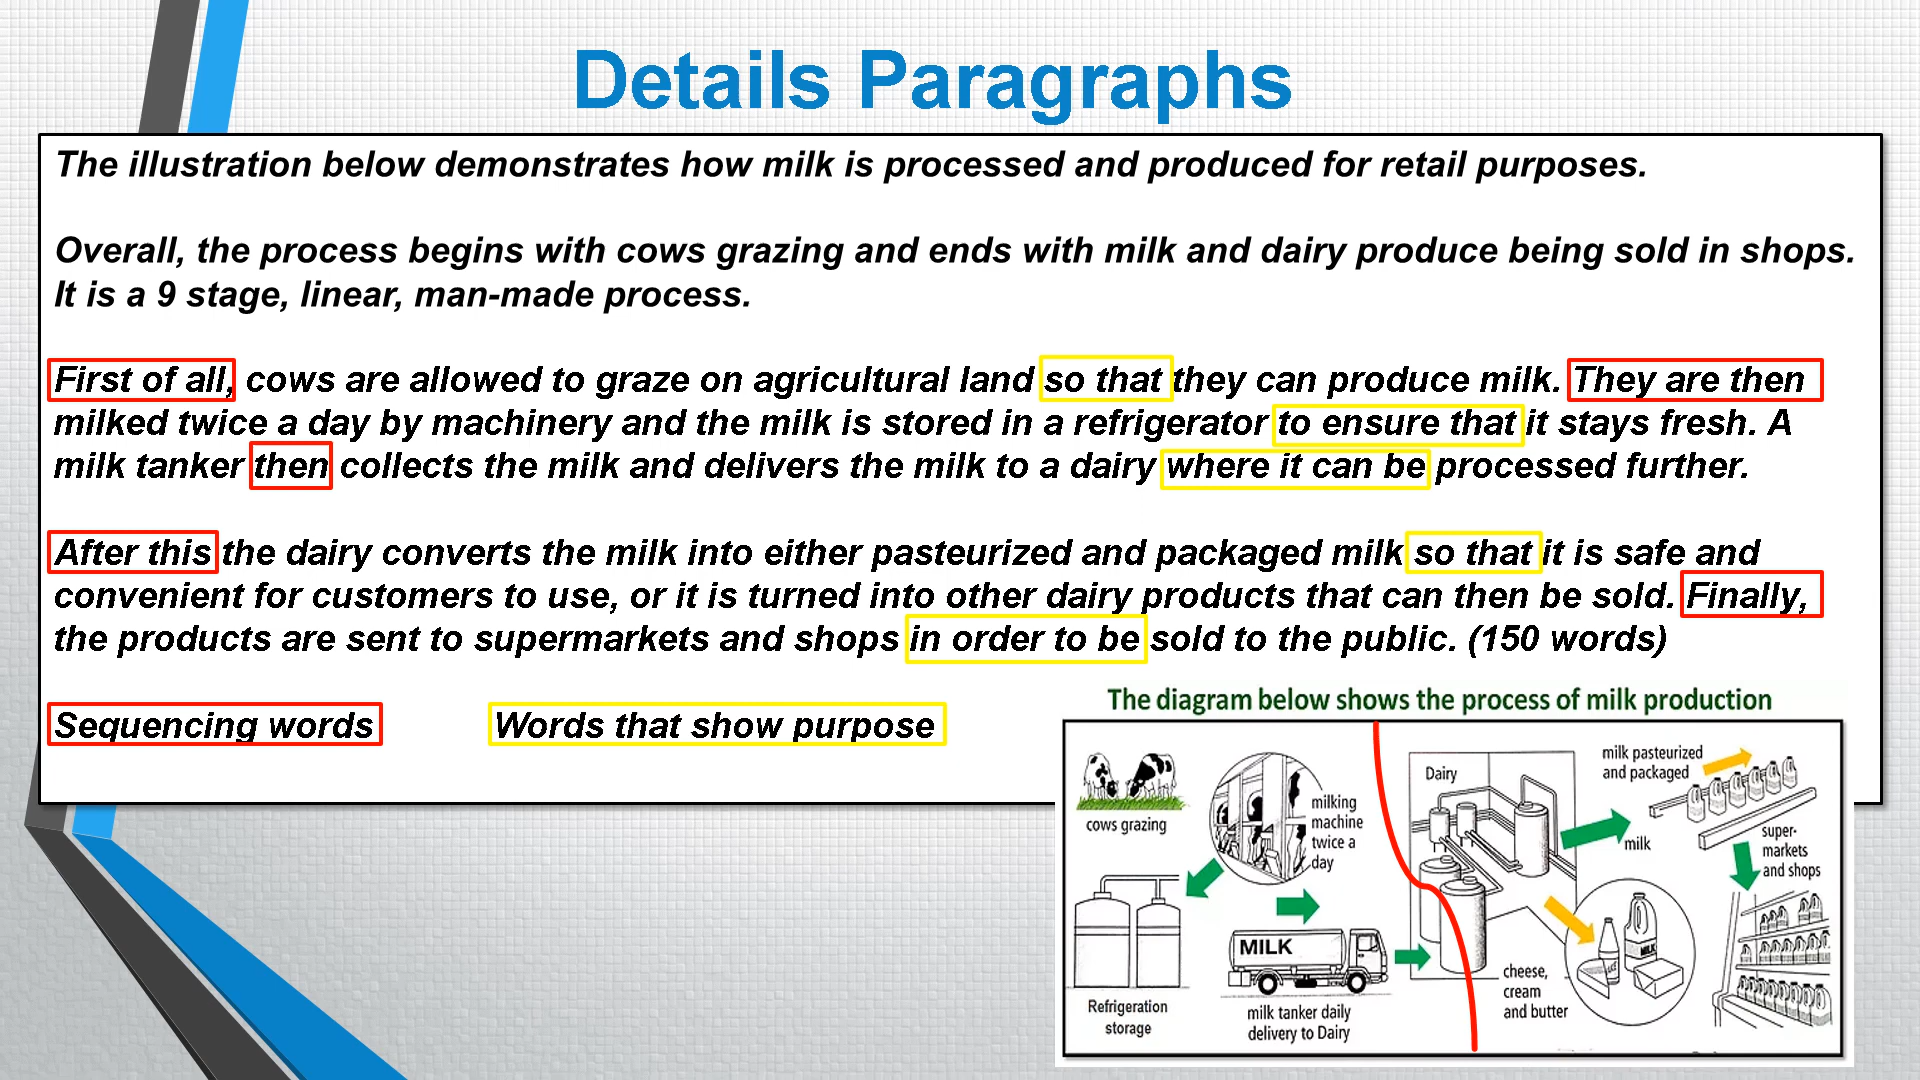 Details Paragraphs
The illustration below demonstrates how milk is processed and produced for retail purposes.
Overall, the process begins with cows grazing and ends with milk and dairy produce being sold in shops.
It is a 9 stage, linear, man-made process.
First of all, cows are allowed to graze on agricultural land so that they can produce milk. They are then
milked twice a day by machinery and the milk is stored in a refrigerator to ensure that it stays fresh. A
milk tanker then collects the milk and delivers the milk to a dairy where it can be processed further.
After this the dairy converts the milk into either pasteurized and packaged milk so that it is safe and
convenient for customers to use, or it is turned into other dairy products that can then be sold. Finally,
the products are sent to supermarkets and shops in order to be sold to the public. (150 words)
Sequencing words
Words that show purpose
The diagram below shows the process of milk production
cows grazing
milking
machine
twice a
day
Refrigeration
storage
MILK
milk tanker daily
delivery to Dairy
Dairy
milk pasteurized
and packaged
milk
super-
markets
and shops
cheese,
cream
and butter
MILK